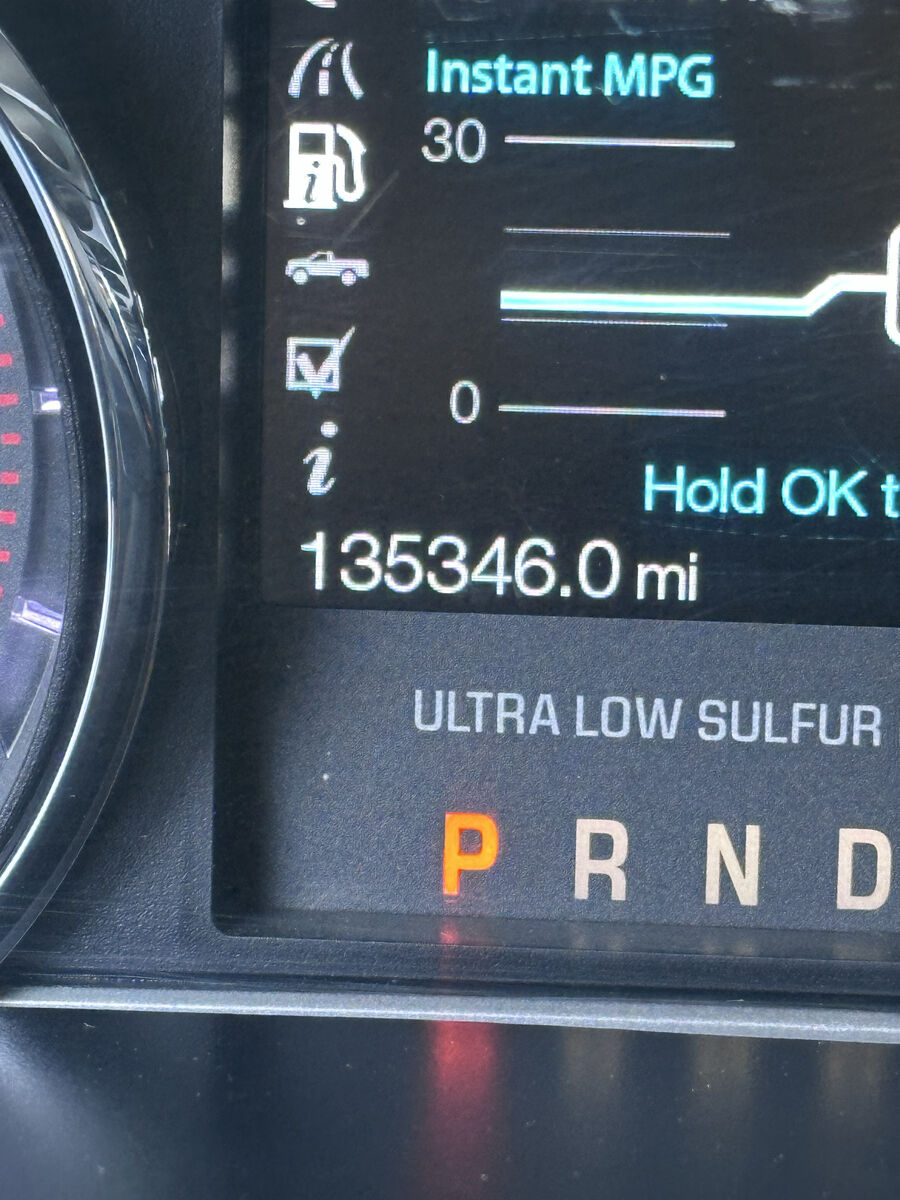 Instant MPG
30
0
Hold OK t
135346.0 mi
ULTRA LOW SULFUR
P R N D